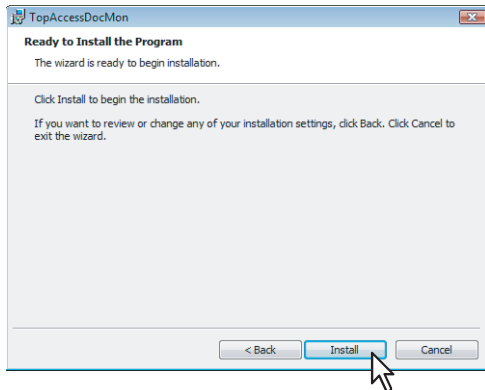 TopAccessDocMon
Ready to Install the Program
The wizard is ready to begin installation.
Click Install to begin the installation.
If you want to review or change any of your installation settings, click Back. Click Cancel to
exit the wizard.
< Back
Install
Cancel